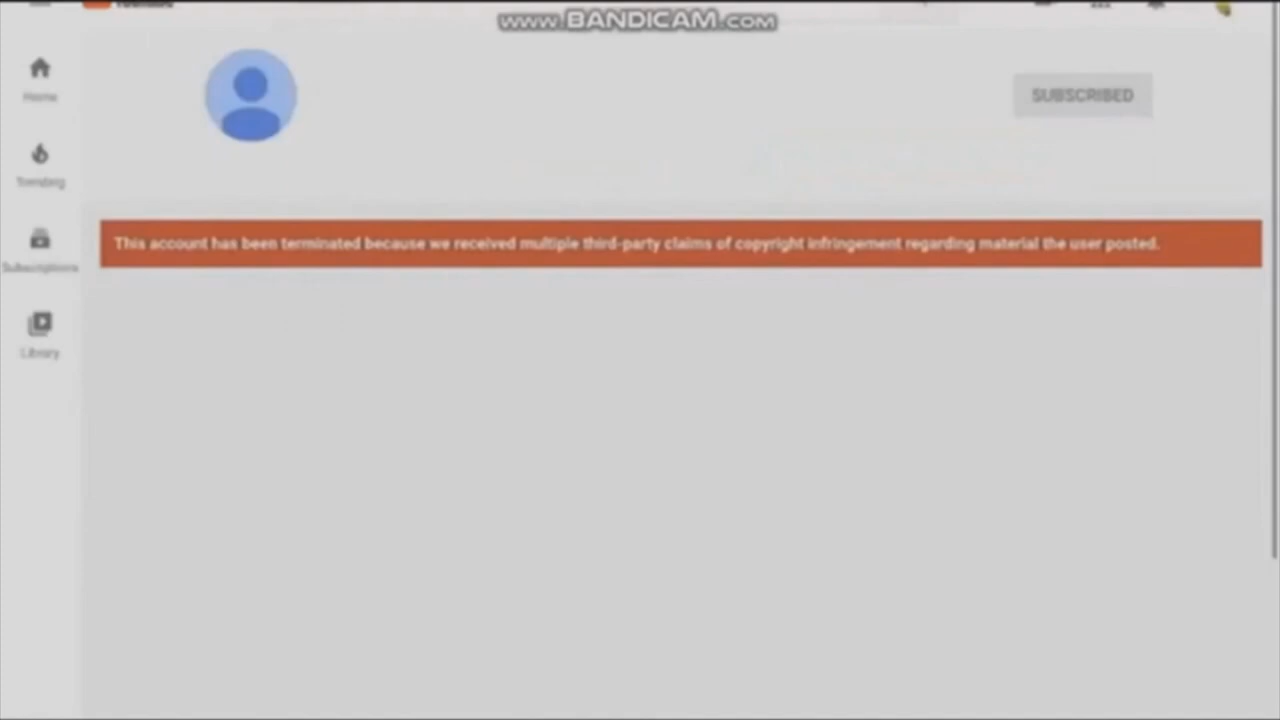 www.BANDICAM.com
Home
SUBSCRIBED
Trending
This account has been terminated because we received multiple third-party claims of copyright infringement regarding material the user posted.
Subscriptions
Library